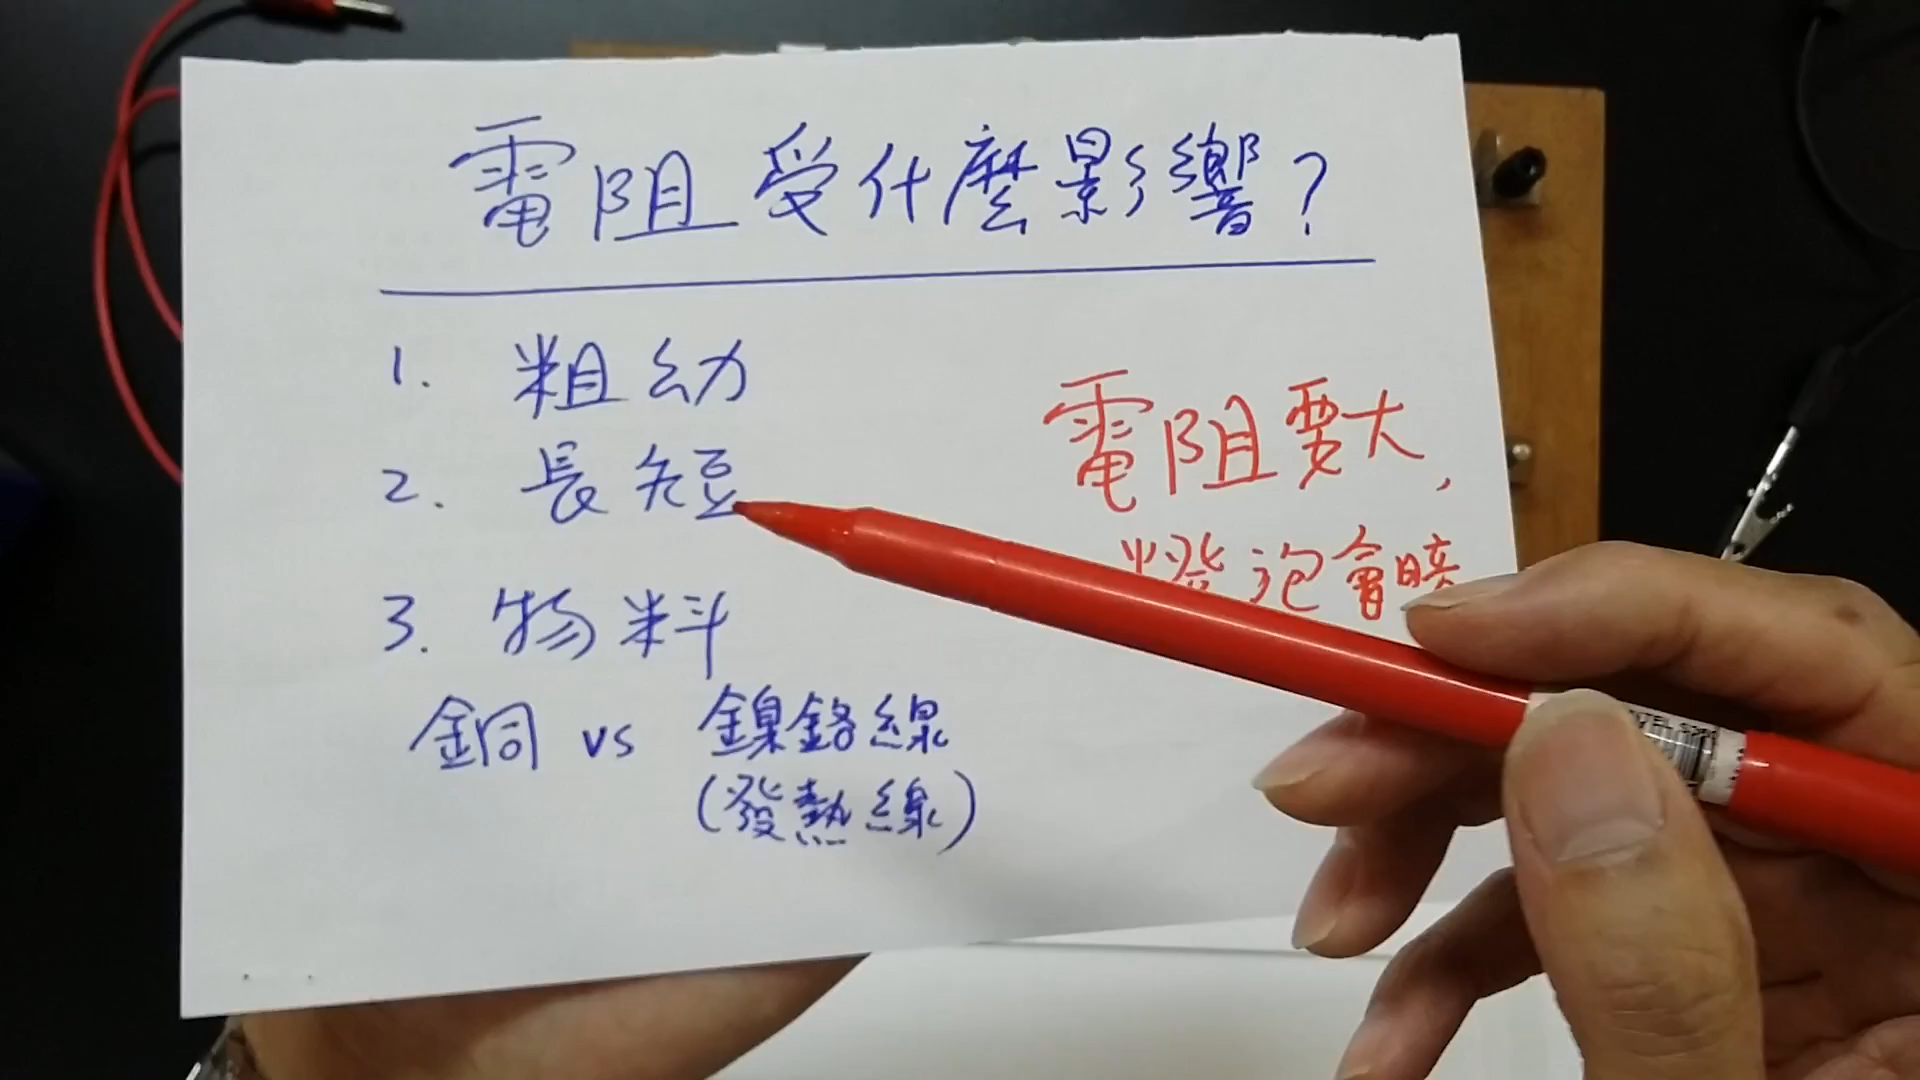 電阻受什麼影響?
1. 粗幼
2. 長短
3. 物料
銅 vs 鎳鉻線
(發熱線)
電阻要大,
燈泡會暗